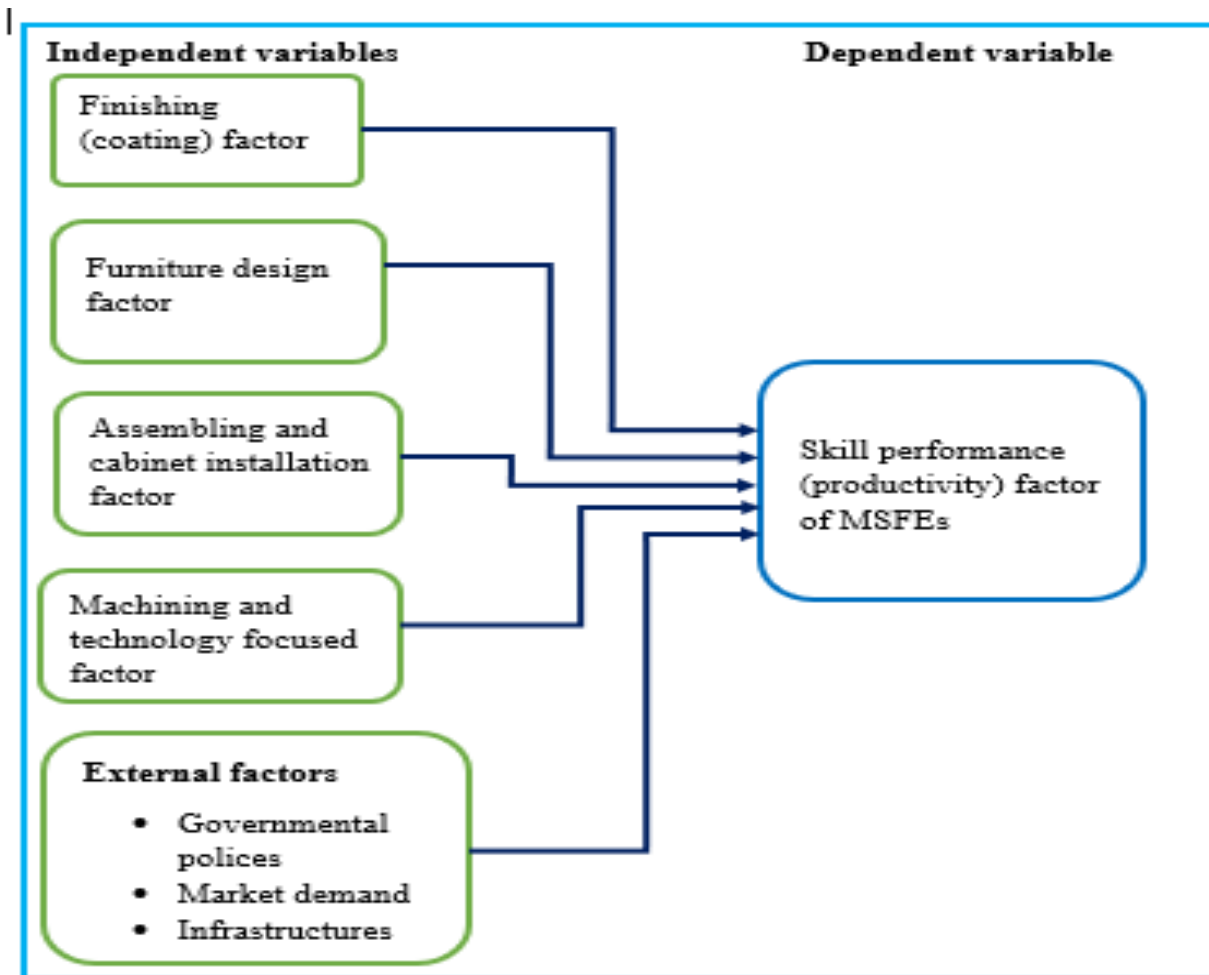 Independent variables
Dependent variable
Finishing
(coating) factor
Furniture design
factor
Assembling and
cabinet installation
factor
Machining and
technology focused
factor
External factors
• Governmental
polices
• Market demand
• Infrastructures
Skill performance
(productivity) factor
of MSFEs